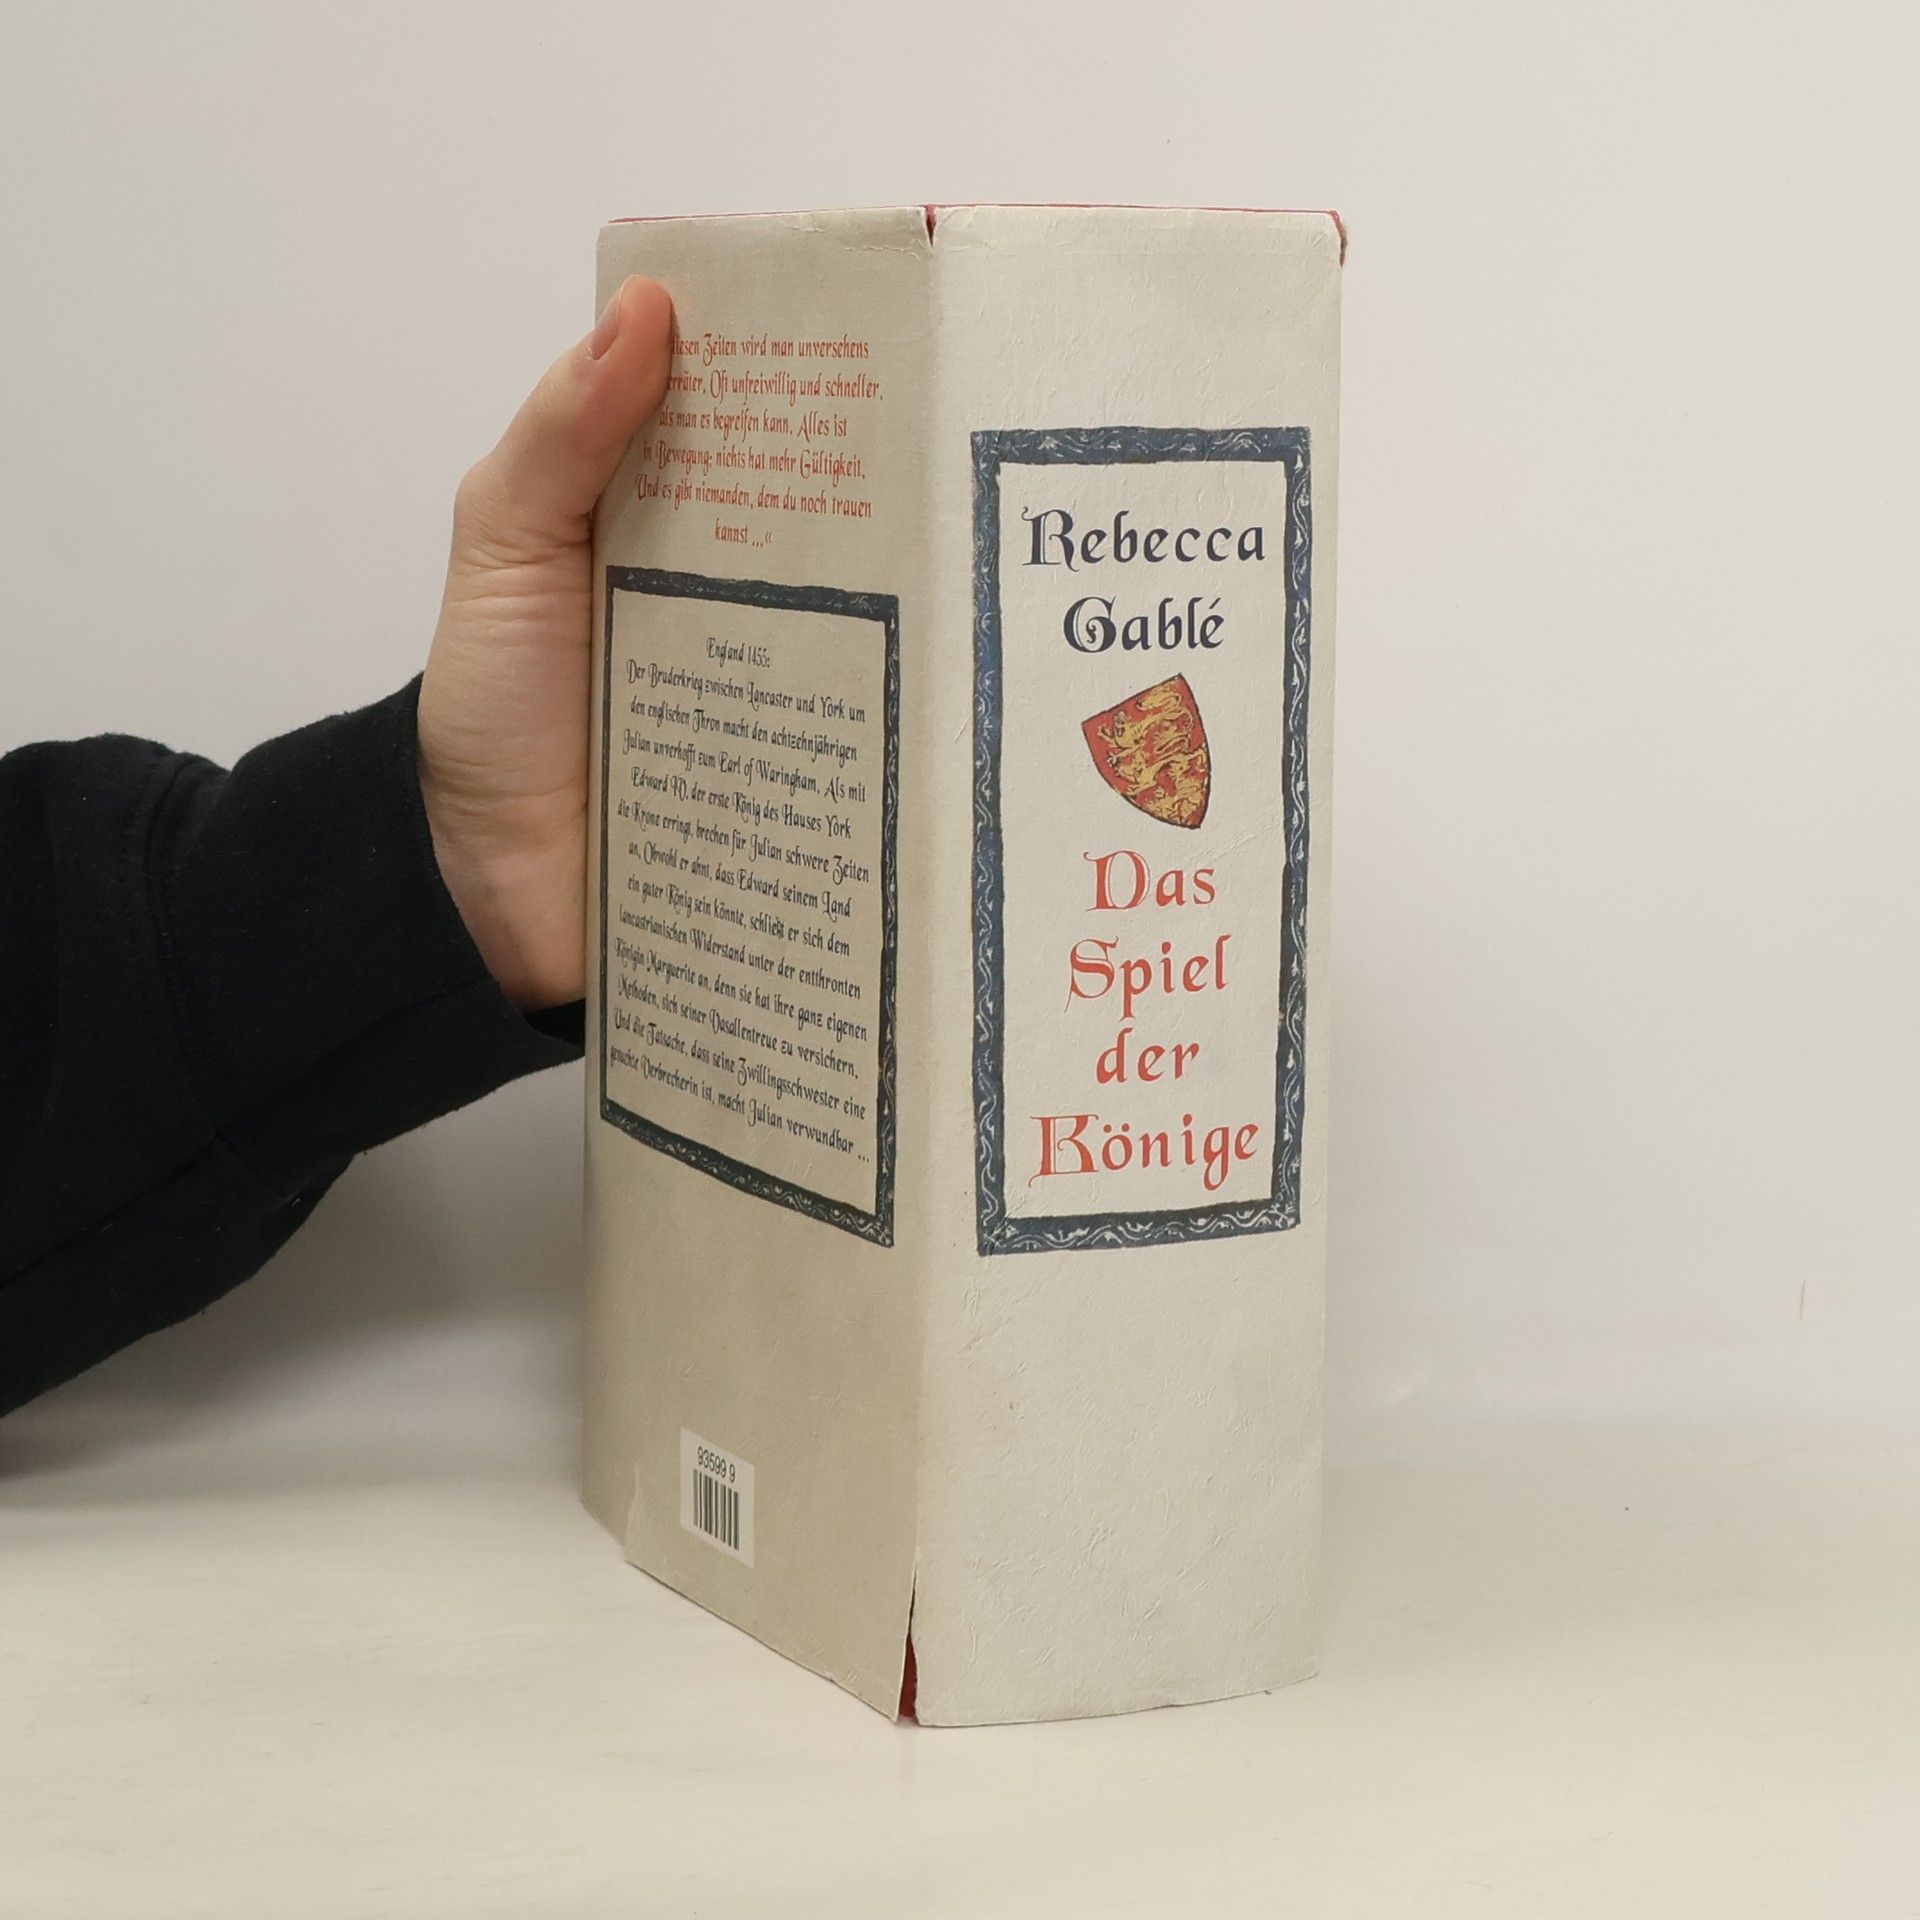 diesen Zeiten wird man unversehens
erräter. Oft unfreiwillig und schneller,
als man es begreifen kann. Alles ist
in Bewegung; nichts hat mehr Gültigkeit.
Und es gibt niemanden, dem du noch trauen
kannst ...«
England 1455:
Der Bruderkrieg zwischen Lancaster und York um
den englischen Thron macht den achtzehnjährigen
Julian unverhofft zum Earl of Waringham. Als mit
Edward IV. der erste König des Hauses York
die Krone erringt, brechen für Julian schwere Zeiten
an. Obwohl er ahnt, dass Edward seinem Land
ein guter König sein könnte, schließt er sich dem
lancastrianischen Widerstand unter der entthronten
Königin Marguerite an, denn sie hat ihre ganz eigenen
Methoden, sich seiner Vasallentreue zu versichern.
Und die Tatsache, dass seine Zwillingsschwester eine
gesuchte Verbrecherin ist, macht Julian verwundbar ...
93599 9
Rebecca
Gablé
Das
Spiel
der
Könige